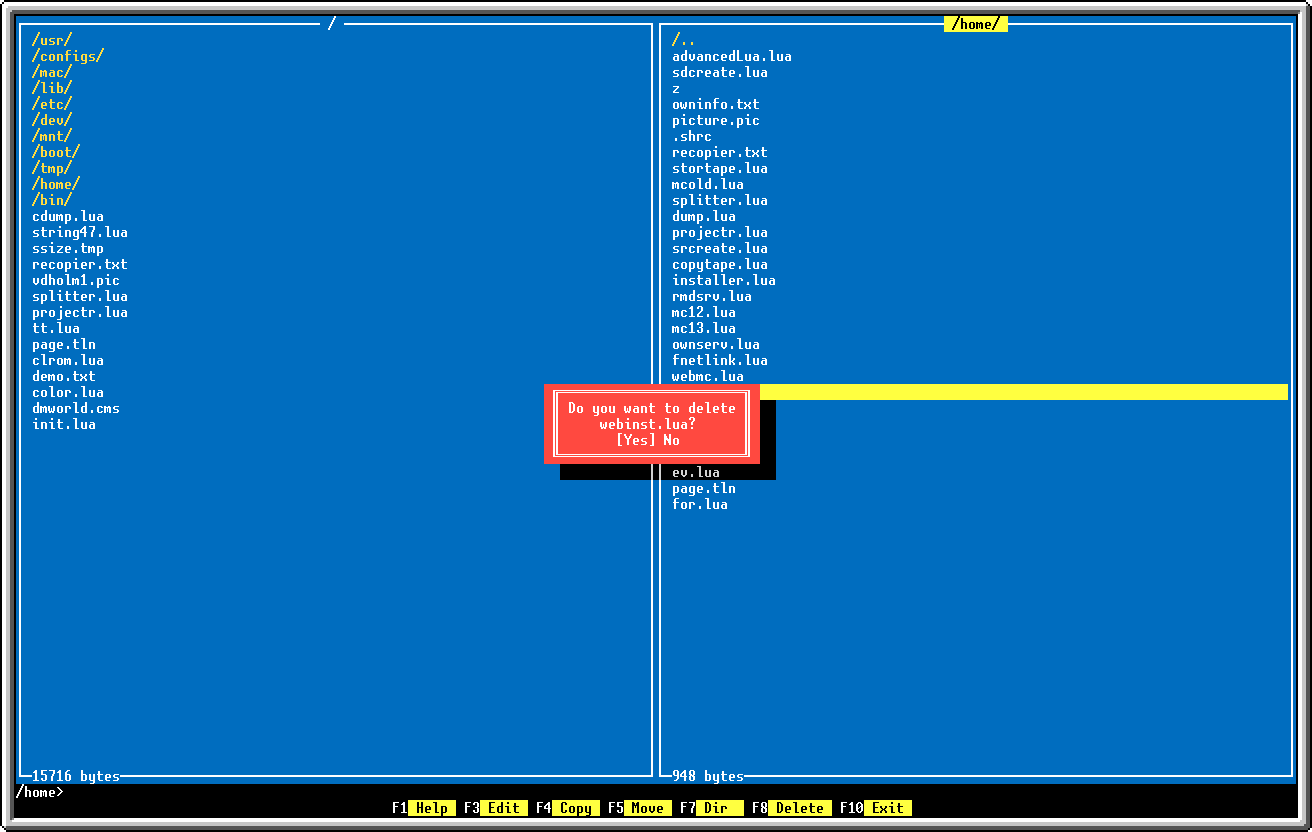 /
/usr/
/configs/
/mac/
/lib/
/etc/
/dev/
/mnt/
/boot/
/tmp/
/home/
/bin/
cdump.lua
string47.lua
ssize.tmp
recopier.txt
vdholm1.pic
splitter.lua
projectr.lua
tt.lua
page.tln
clrom.lua
demo.txt
color.lua
dmworld.cms
init.lua
15716 bytes
/home/
/..
advancedLua.lua
sdcreate.lua
z
owninfo.txt
picture.pic
.shrc
recopier.txt
stortape.lua
mcold.lua
splitter.lua
dump.lua
projectr.lua
srcreate.lua
copytape.lua
installer.lua
rmdsrv.lua
mc12.lua
mc13.lua
ownserv.lua
fnetlink.lua
webmc.lua
Do you want to delete
webinst.lua?
[Yes] No
ev.lua
page.tln
for.lua
948 bytes
/home>
F1 Help F3 Edit F4 Copy F5 Move F7 Dir F8 Delete F10 Exit